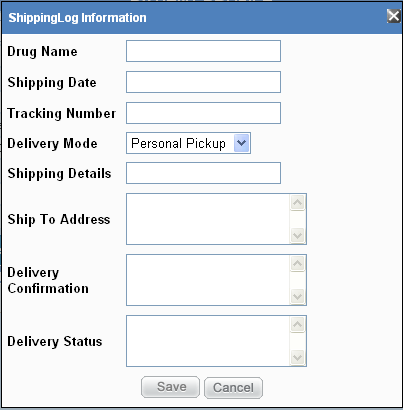 ShippingLog Information
Drug Name
Shipping Date
Tracking Number
Delivery Mode Personal Pickup
Shipping Details
Ship To Address
Delivery
Confirmation
Delivery Status
Save Cancel